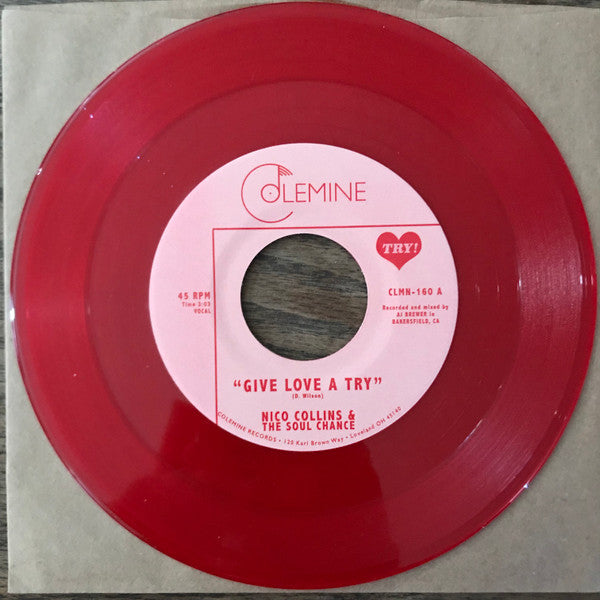 COLEMINE
TRY!
45 RPM
Time 3:03
VOCAL
CLMN-160 A
Recorded and mixed by
AJ BREWER in
BAKERSFIELD, CA
"GIVE LOVE A TRY"
(D. Wilson)
NICO COLLINS &
THE SOUL CHANCE
COLEMINE RECORDS • 120 Karl Brown Way • Loveland OH 45140